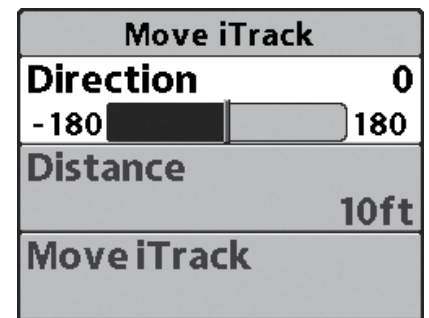 Move iTrack
Direction 0
-180 180
Distance
10ft
Move iTrack